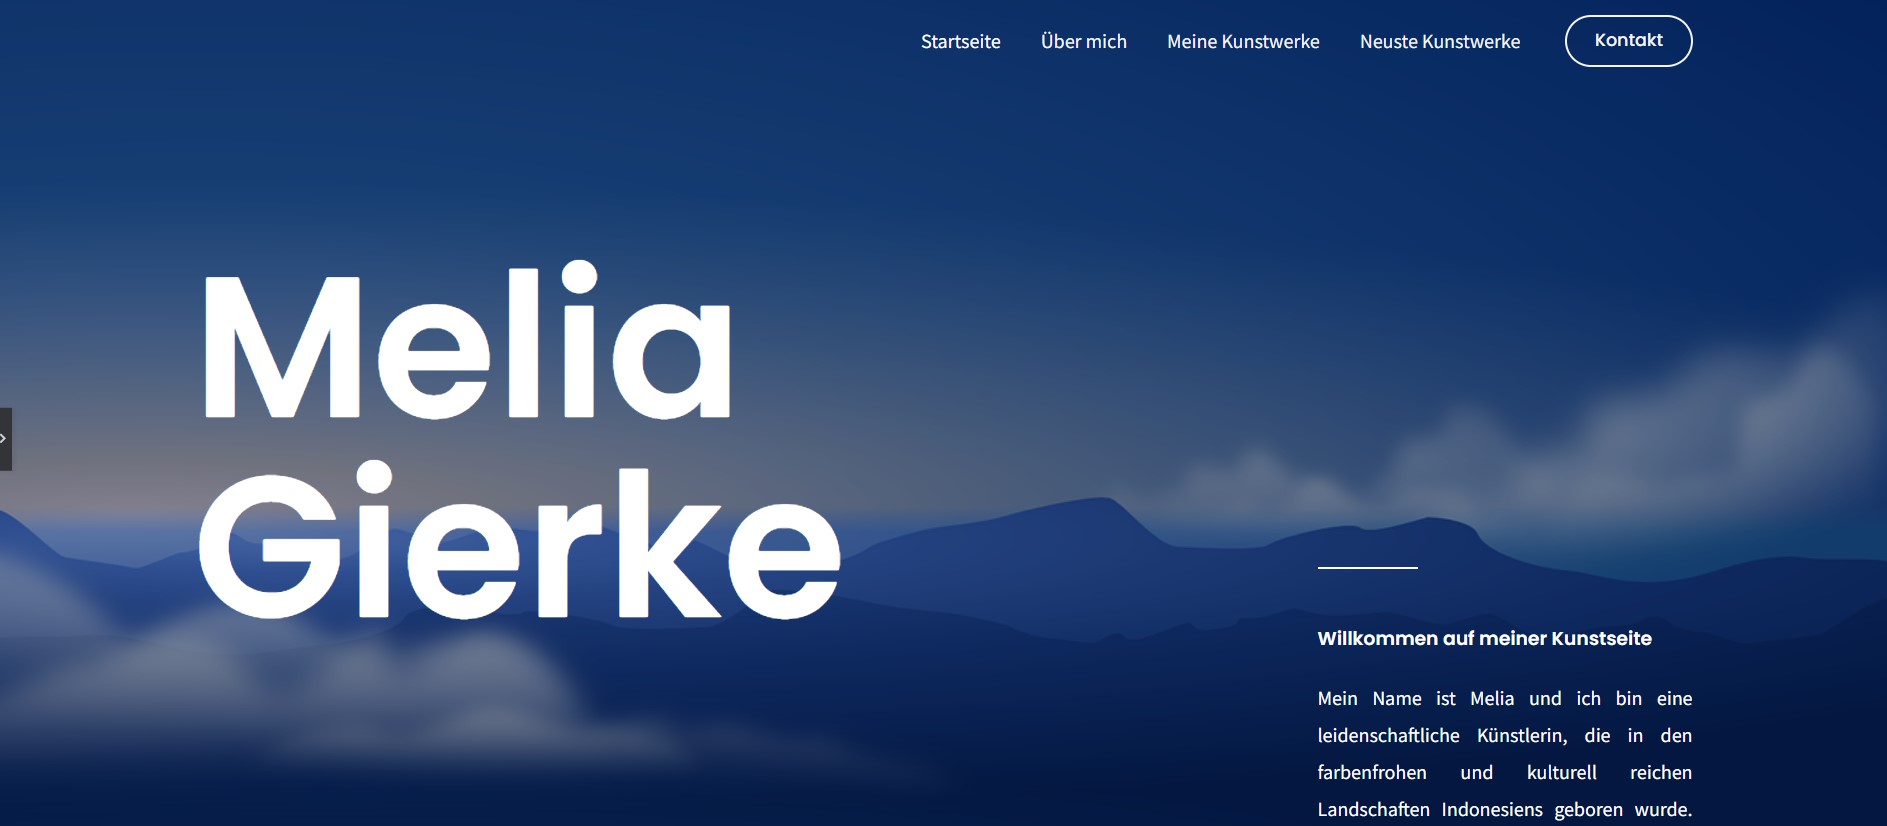 Startseite Über mich Meine Kunstwerke Neuste Kunstwerke Kontakt
Melia
Gierke
Willkommen auf meiner Kunstseite
Mein Name ist Melia und ich bin eine
leidenschaftliche Künstlerin, die in den
farbenfrohen und kulturell reichen
Landschaften Indonesiens geboren wurde.